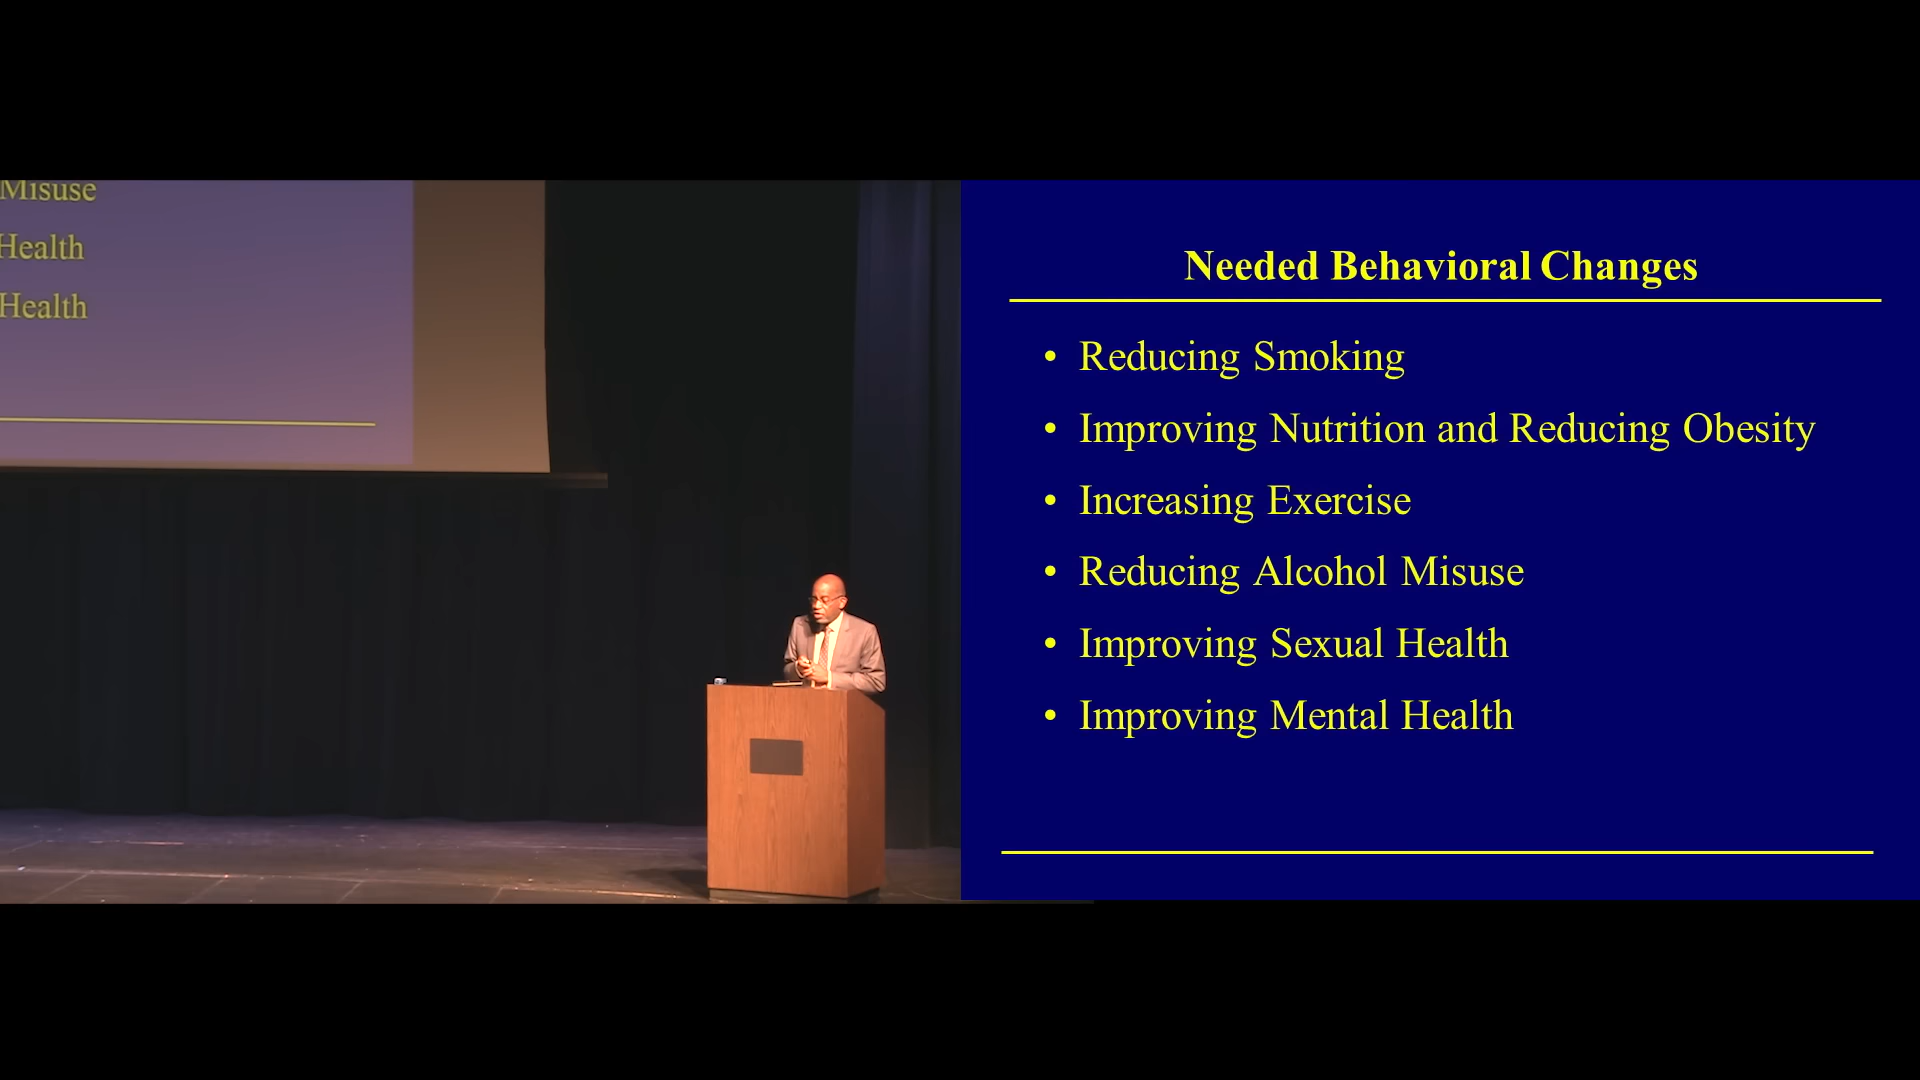 Misuse
Health
Health
Needed Behavioral Changes
• Reducing Smoking
• Improving Nutrition and Reducing Obesity
• Increasing Exercise
• Reducing Alcohol Misuse
• Improving Sexual Health
• Improving Mental Health